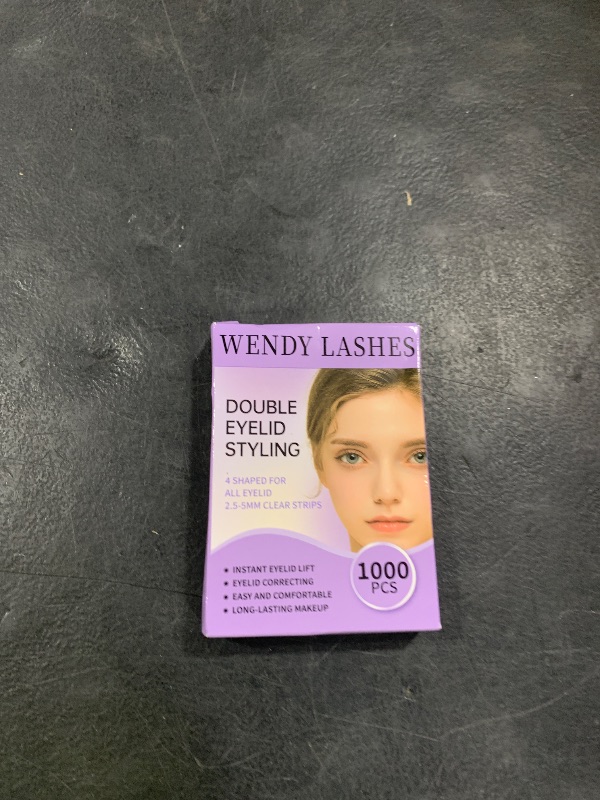 WENDY LASHES
DOUBLE
EYELID
STYLING
4 SHAPED FOR
ALL EYELID
2.5-5MM CLEAR STRIPS
INSTANT EYELID LIFT
EYELID CORRECTING
EASY AND COMFORTABLE
LONG-LASTING MAKEUP
1000
PCS